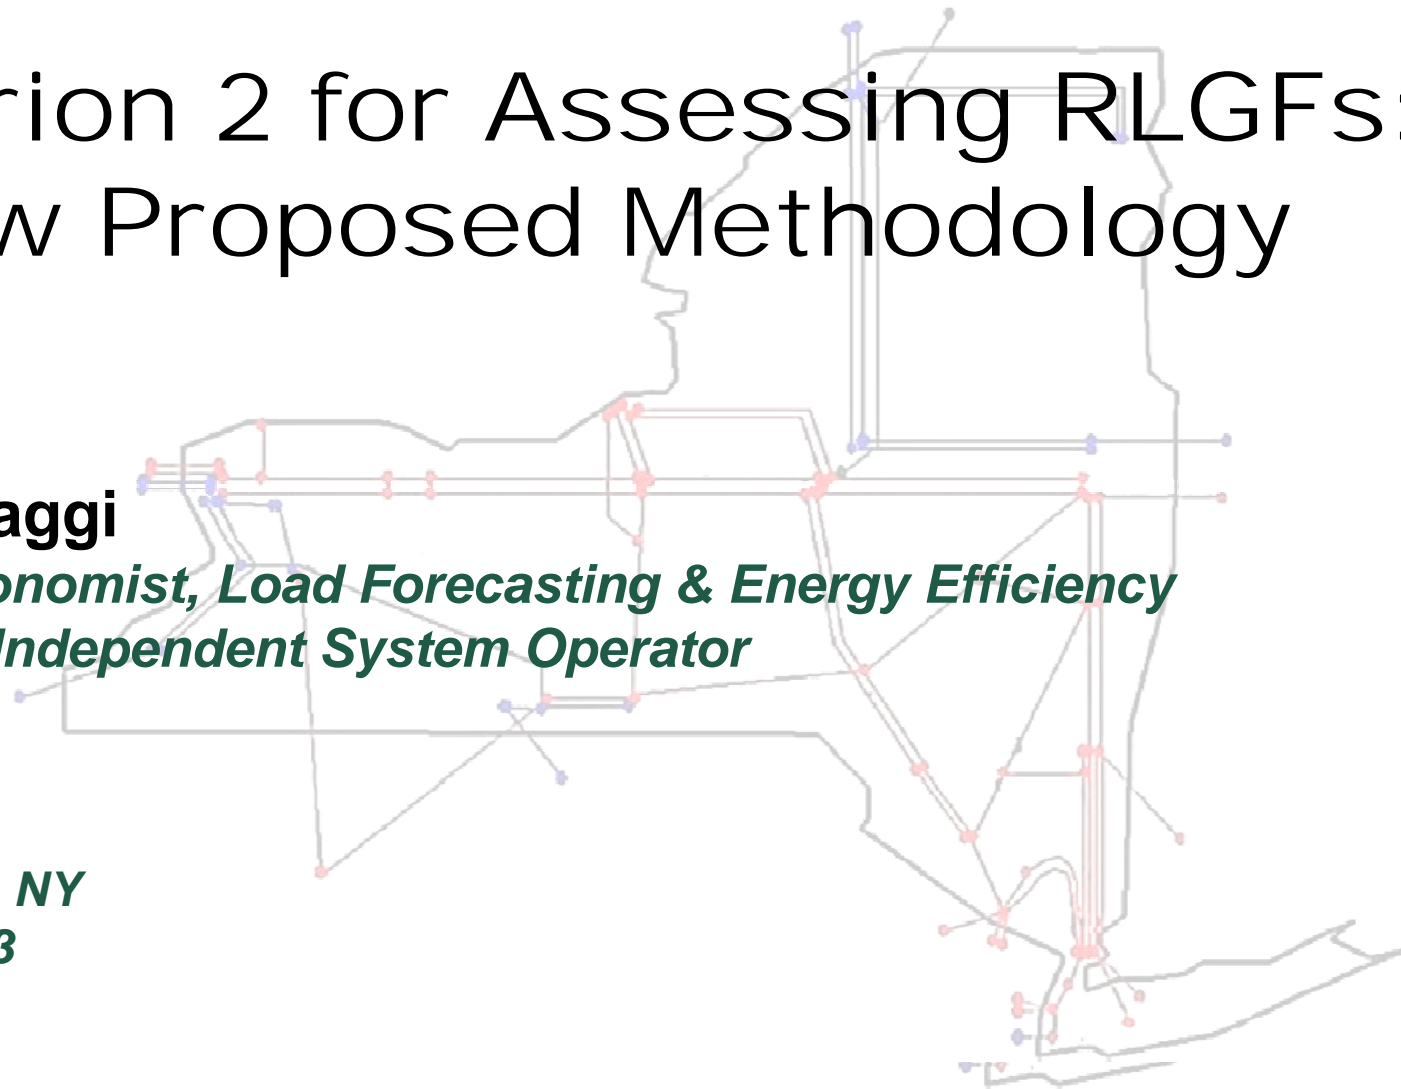 rion 2 for Assessing RLGFs:
w Proposed Methodology
aggi
onomist, Load Forecasting & Energy Efficiency
Independent System Operator
NY
3